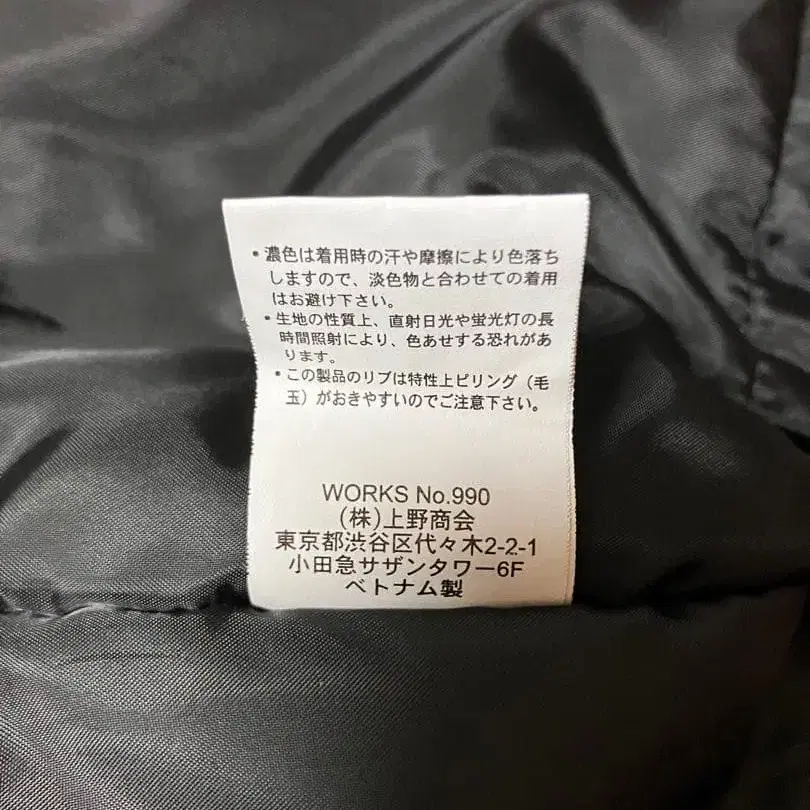 ・濃色は着用時の汗や摩擦により色落ち
しますので、淡色物と合わせての着用
はお避け下さい。
・生地の性質上、直射日光や蛍光灯の長
時間照射により、色あせする恐れがあ
ります。
・この製品のリブは特性上ピリング（毛
玉）がおきやすいのでご注意下さい。
WORKS No.990
(株)上野商会
東京都渋谷区代々木2-2-1
小田急サザンタワー6F
ベトナム製